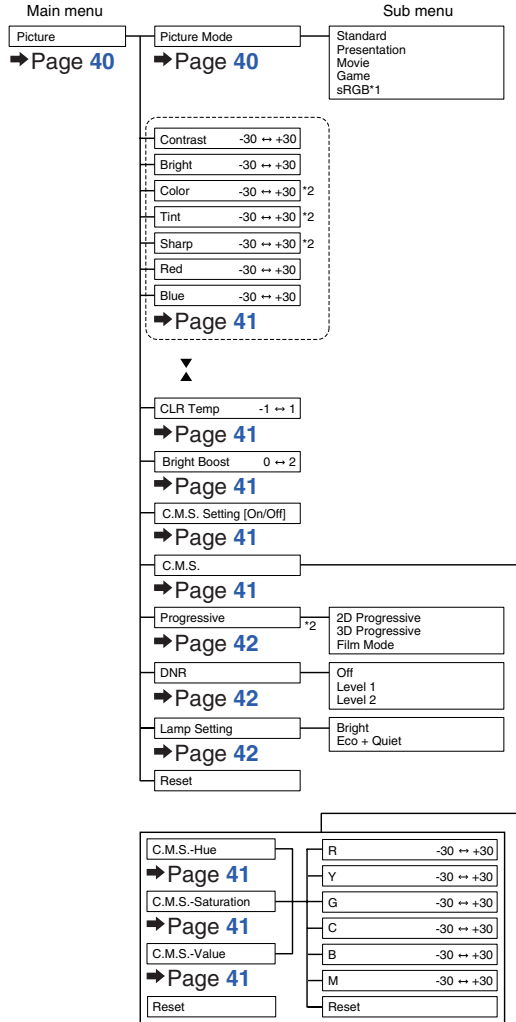 Main menu
Sub menu
Picture
➡Page 40
Picture Mode
➡Page 40
Standard
Presentation
Movie
Game
sRGB*1
Contrast -30 ↔ +30
Bright -30 ↔ +30
Color -30 ↔ +30 *2
Tint -30 ↔ +30 *2
Sharp -30 ↔ +30 *2
Red -30 ↔ +30
Blue -30 ↔ +30
➡Page 41
CLR Temp -1 ↔ 1
➡Page 41
Bright Boost 0 ↔ 2
➡Page 41
C.M.S. Setting [On/Off]
➡Page 41
C.M.S.
➡Page 41
Progressive *2
➡Page 42
2D Progressive
3D Progressive
Film Mode
DNR
➡Page 42
Off
Level 1
Level 2
Lamp Setting
➡Page 42
Bright
Eco + Quiet
Reset
C.M.S.-Hue
➡Page 41
C.M.S.-Saturation
➡Page 41
C.M.S.-Value
➡Page 41
Reset
R -30 ↔ +30
Y -30 ↔ +30
G -30 ↔ +30
C -30 ↔ +30
B -30 ↔ +30
M -30 ↔ +30
Reset